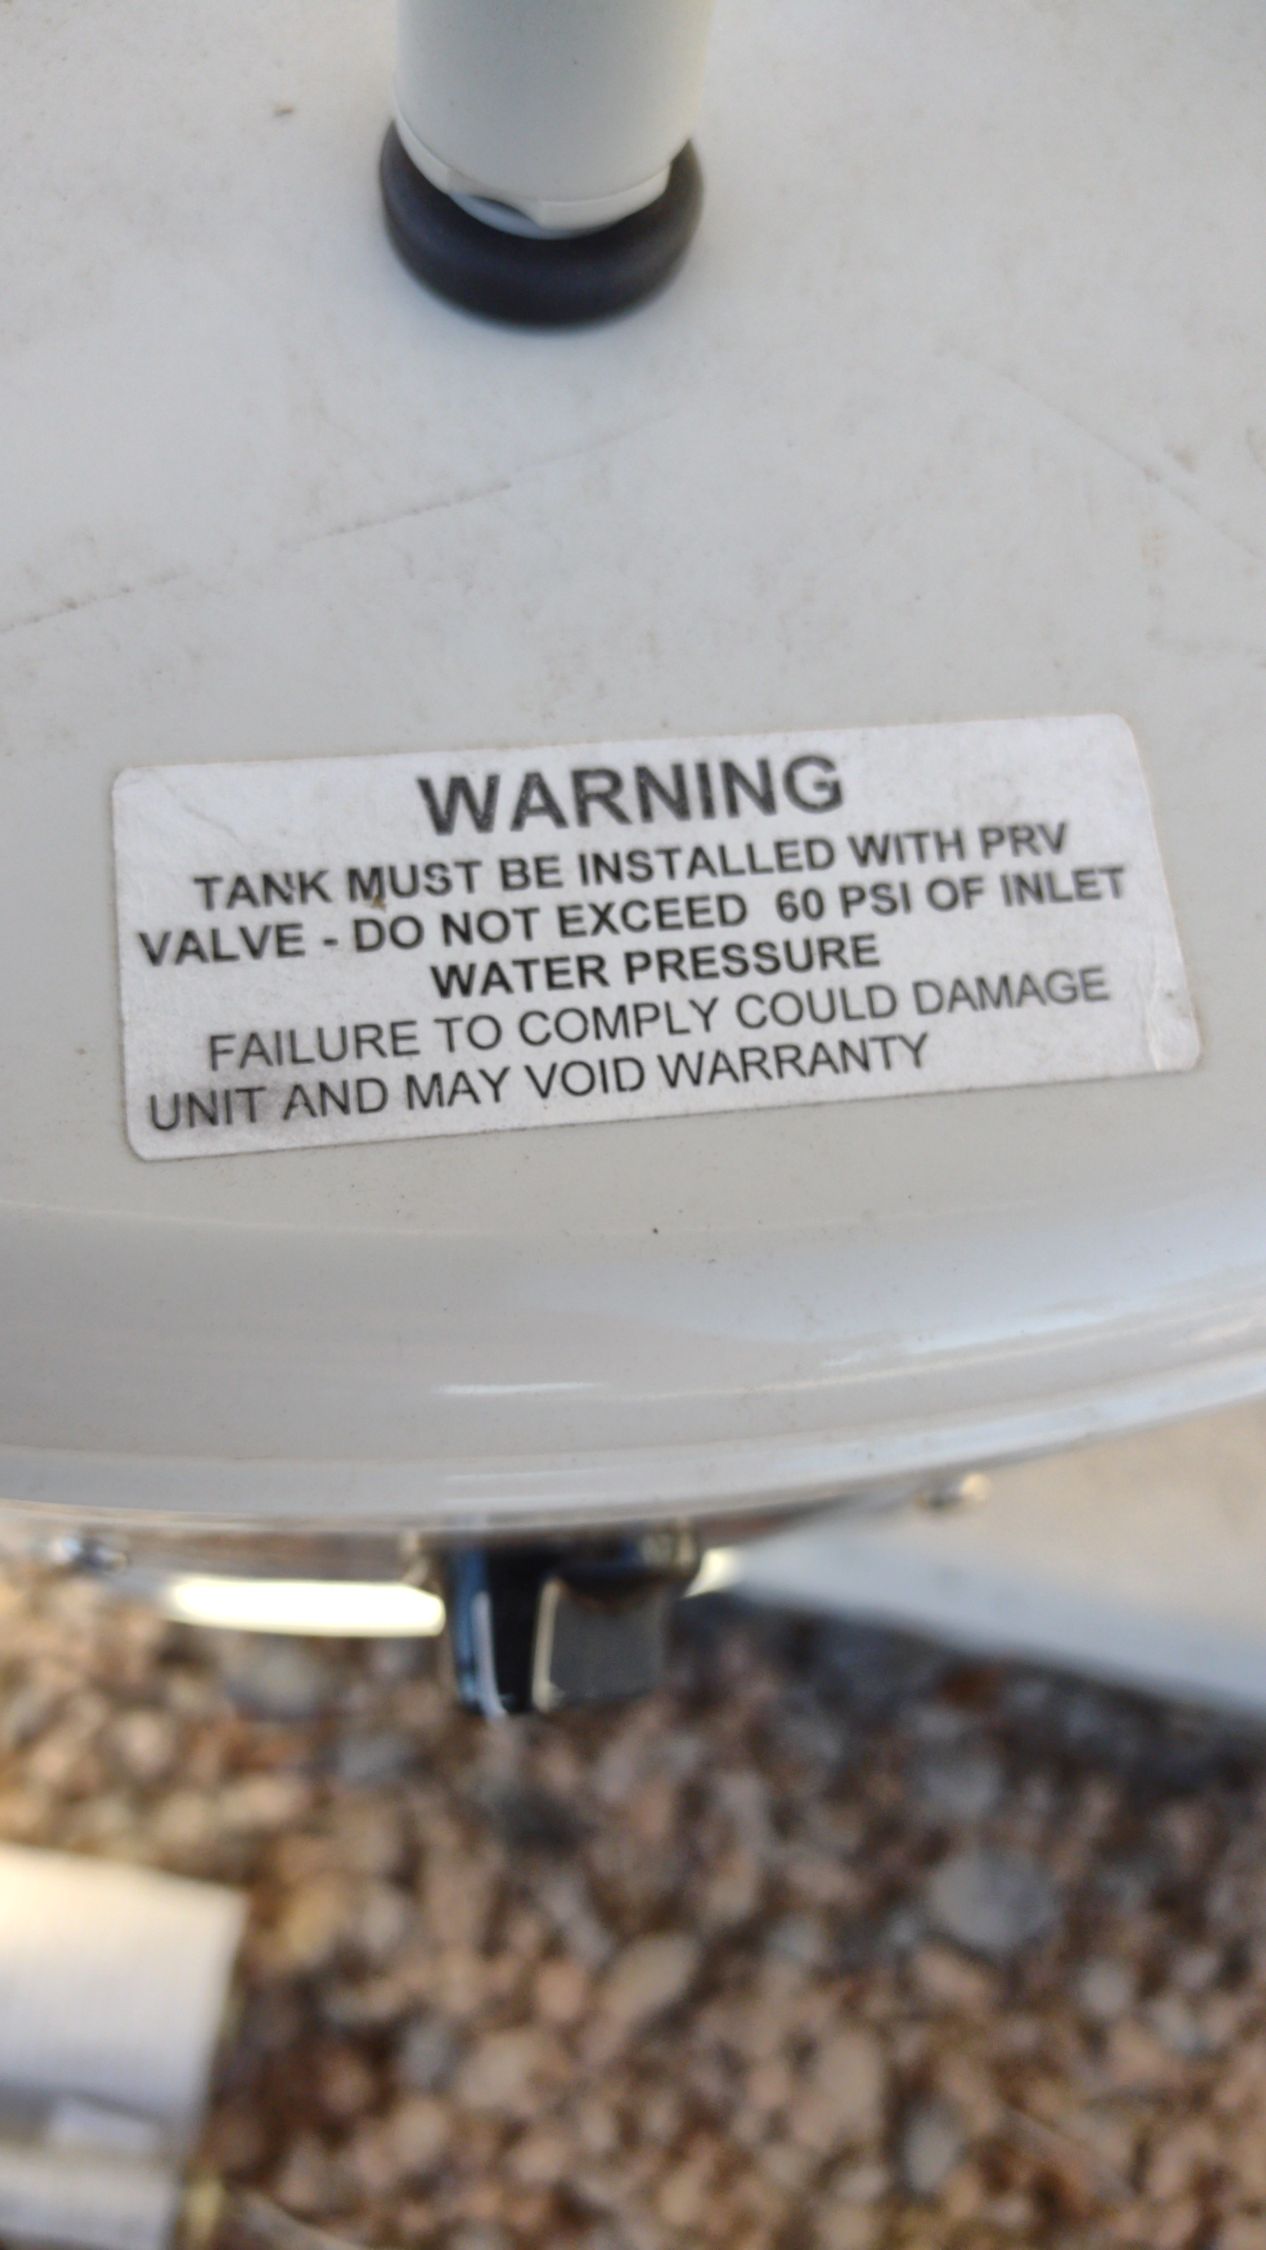 WARNING
TANK MUST BE INSTALLED WITH PRV
VALVE - DO NOT EXCEED 60 PSI OF INLET
WATER PRESSURE
FAILURE TO COMPLY COULD DAMAGE
UNIT AND MAY VOID WARRANTY